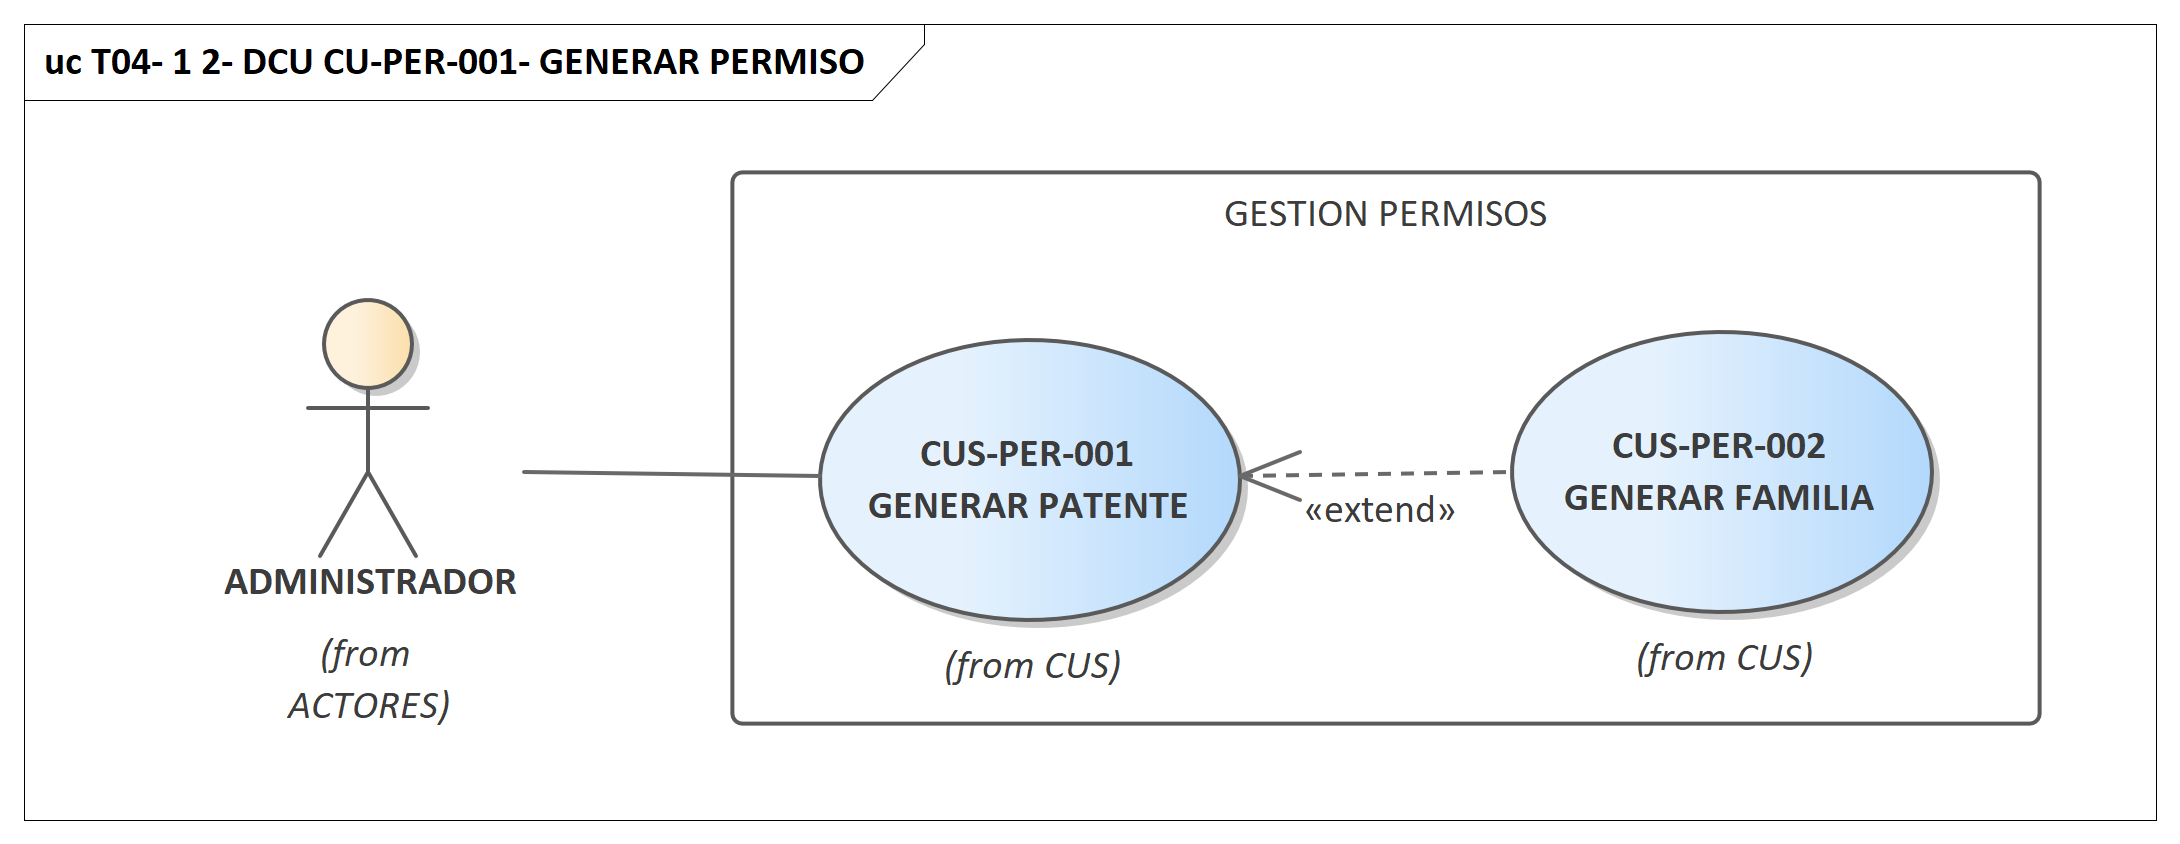 uc T04- 1 2- DCU CU-PER-001- GENERAR PERMISO
GESTION PERMISOS
CUS-PER-001
GENERAR PATENTE
(from CUS)
«extend»
CUS-PER-002
GENERAR FAMILIA
(from CUS)
ADMINISTRADOR
(from
ACTORES)